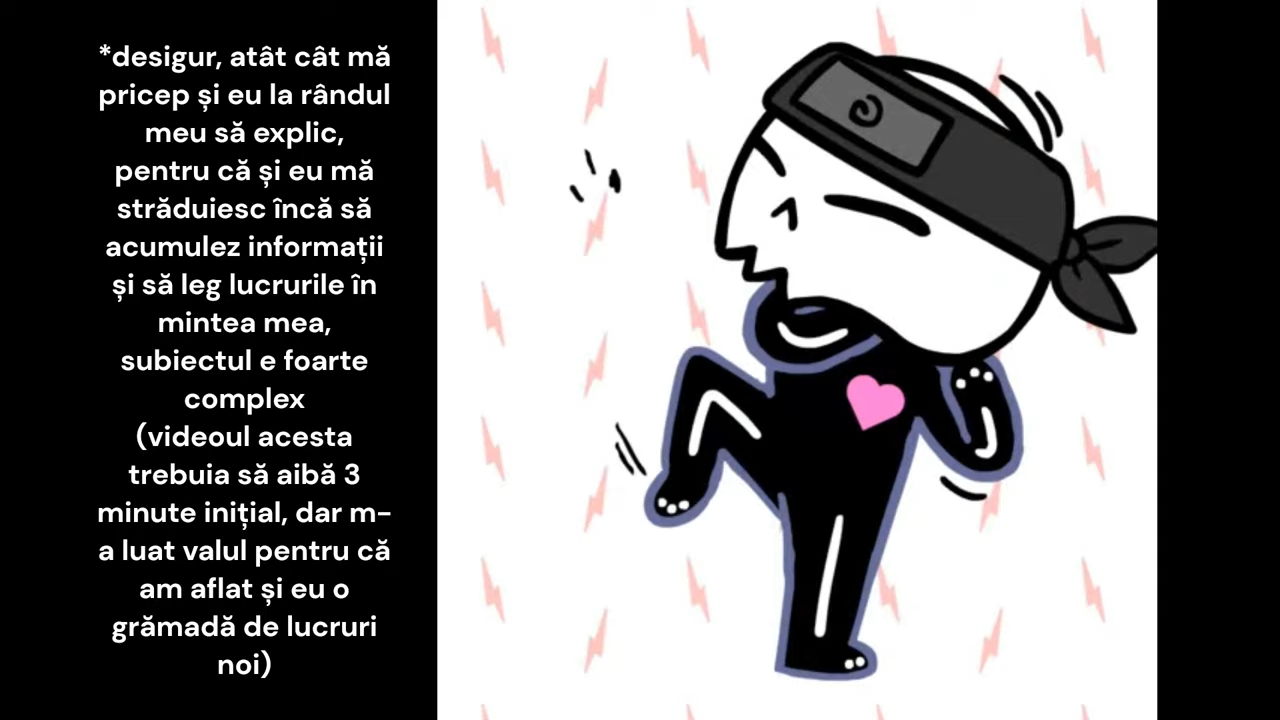 *desigur, atât cât mă
pricep și eu la rândul
meu să explic,
pentru că și eu mă
străduiesc încă să
acumulez informații
și să leg lucrurile în
mintea mea,
subiectul e foarte
complex
(videoul acesta
trebuia să aibă 3
minute inițial, dar m-
a luat valul pentru că
am aflat și eu o
grămadă de lucruri
noi)